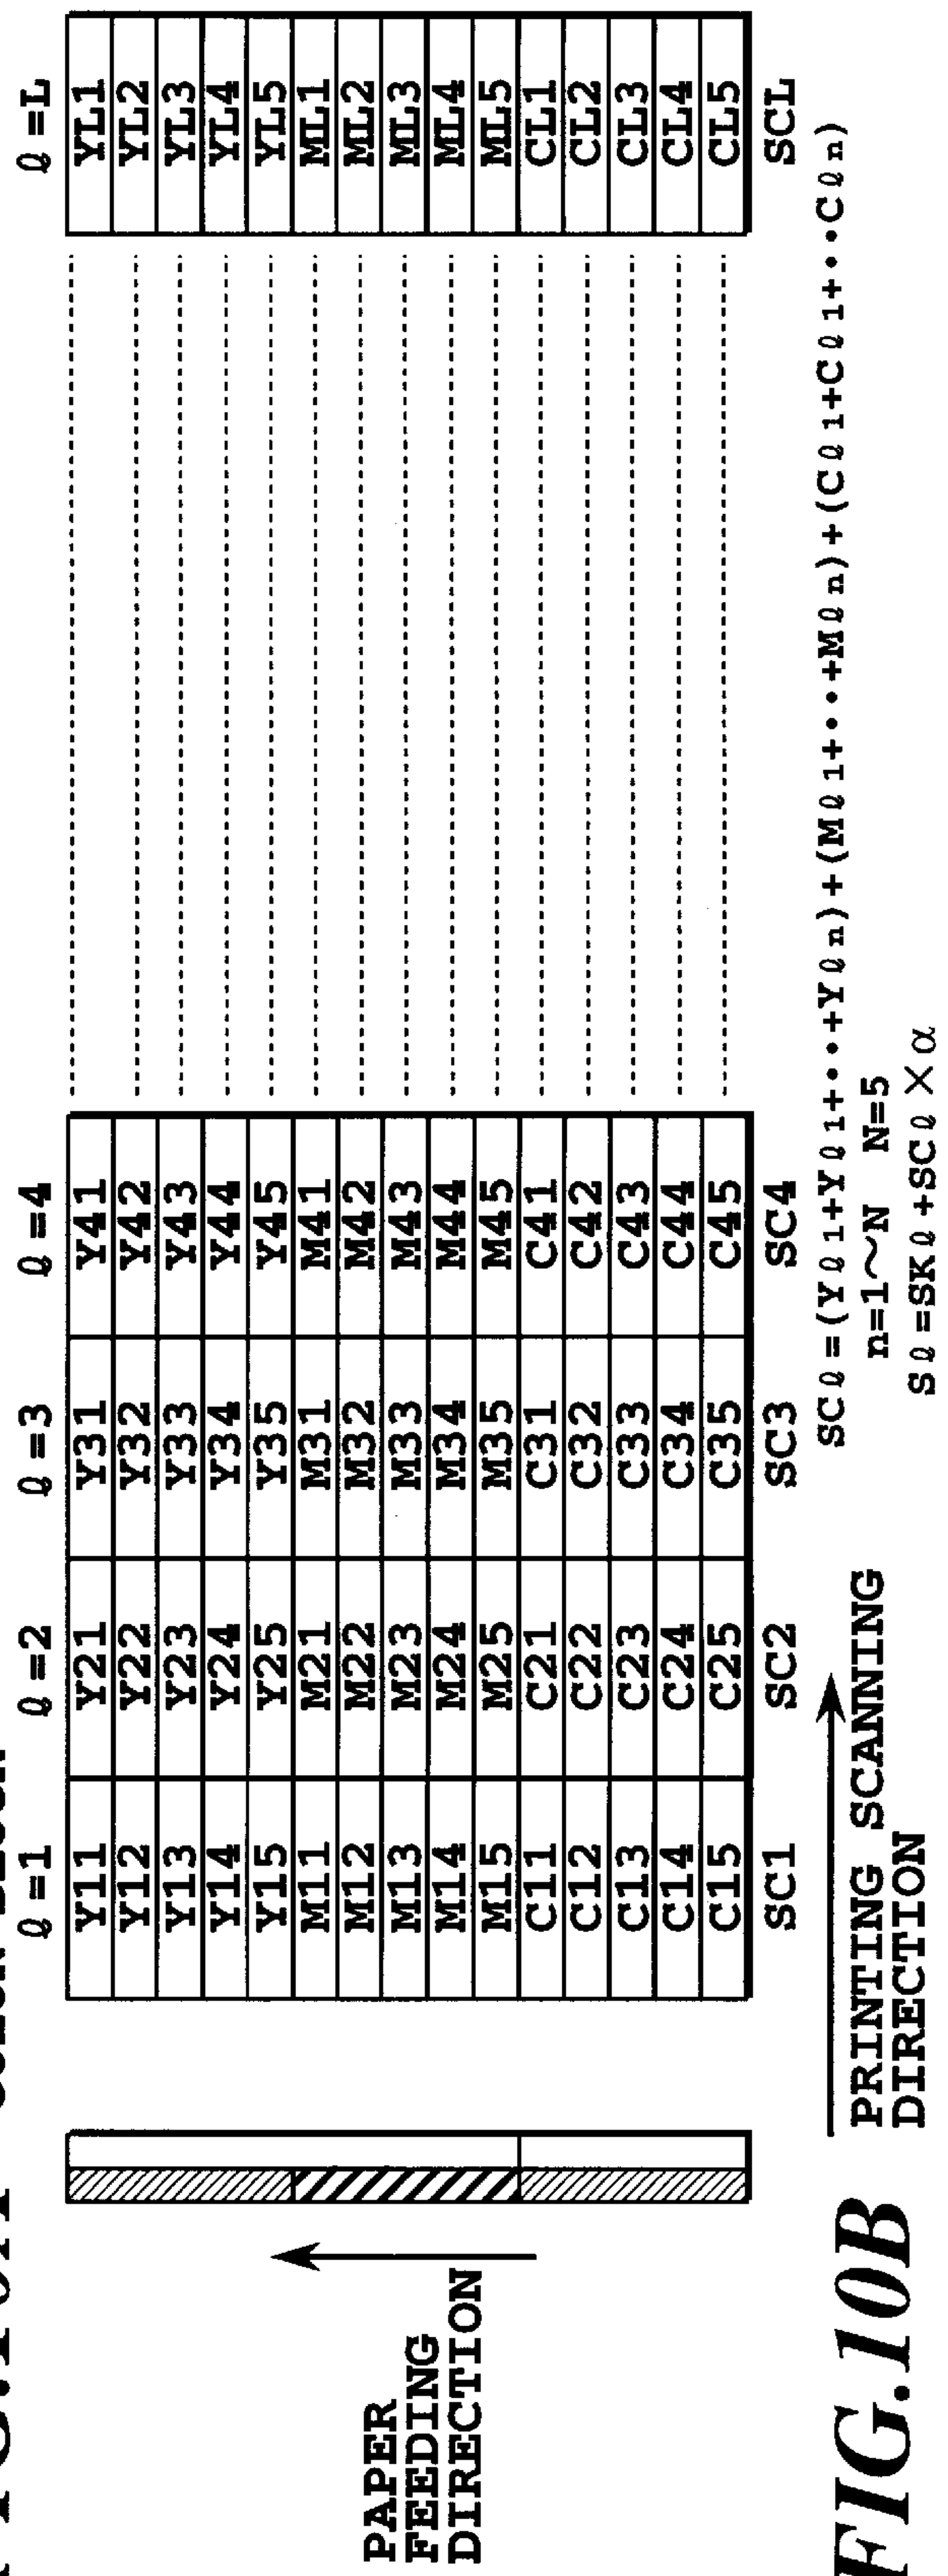 ℓ=1 ℓ=2 ℓ=3 ℓ=4 ℓ=L
Y11 Y21 Y31 Y41 YL1
Y12 Y22 Y32 Y42 YL2
Y13 Y23 Y33 Y43 YL3
Y14 Y24 Y34 Y44 YL4
Y15 Y25 Y35 Y45 YL5
M11 M21 M31 M41 ML1
M12 M22 M32 M42 ML2
M13 M23 M33 M43 ML3
M14 M24 M34 M44 ML4
M15 M25 M35 M45 ML5
C11 C21 C31 C41 CL1
C12 C22 C32 C42 CL2
C13 C23 C33 C43 CL3
C14 C24 C34 C44 CL4
C15 C25 C35 C45 CL5
SC1 SC2 SC3 SC4 SCL
PAPER
FEEDING
DIRECTION
PRINTING SCANNING
DIRECTION
SCℓ=(Yℓ1+Yℓ1+••+Yℓn)+(Mℓ1+••+Mℓn)+(Cℓ1+Cℓ1+••Cℓn)
n=1~N N=5
Sℓ=SKℓ+SCℓ×α
FIG.10B